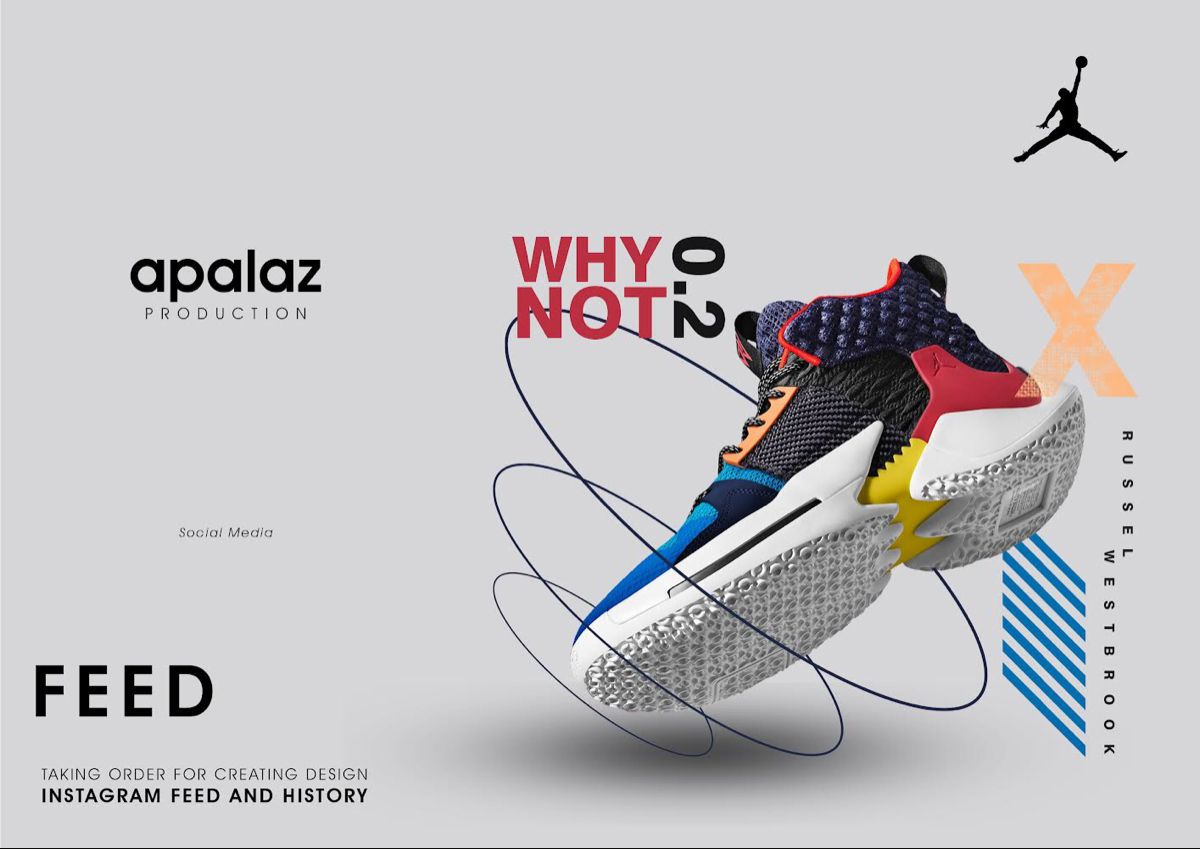 apalaz
PRODUCTION
Social Media
FEED
TAKING ORDER FOR CREATING DESIGN
INSTAGRAM FEED AND HISTORY
WHY
NOT
0.2
X
RUSSEL
WESTBROOK